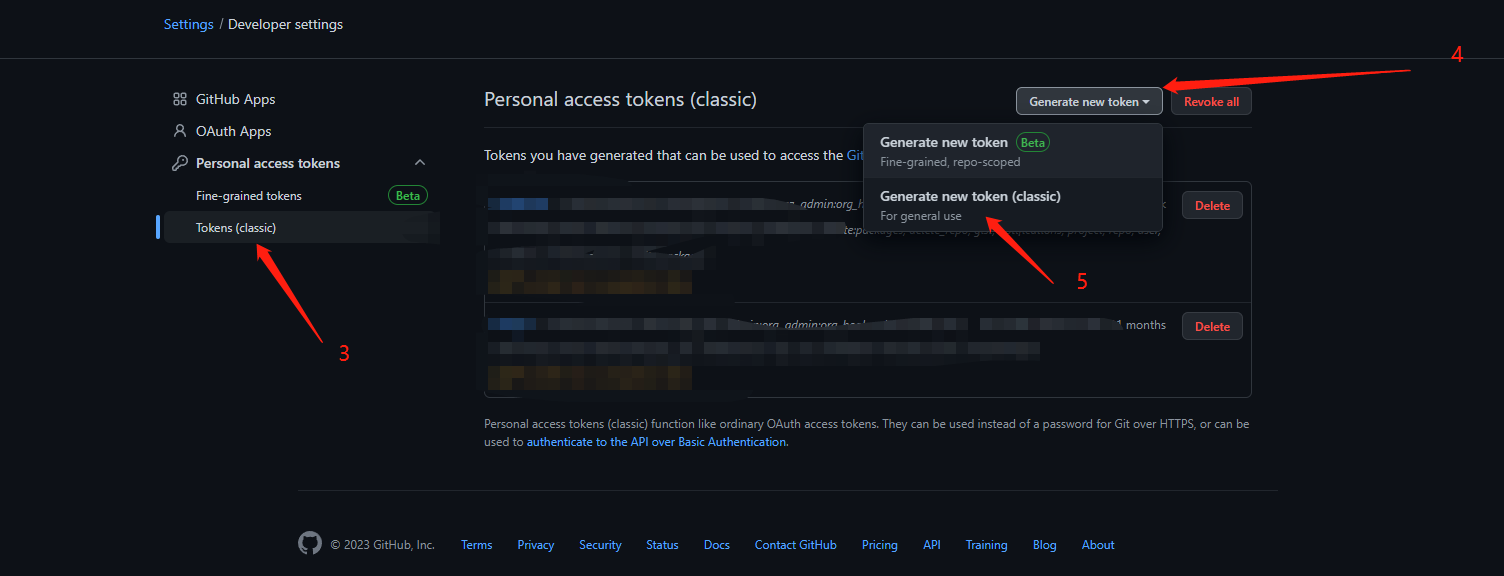 Settings / Developer settings
4
GitHub Apps
OAuth Apps
Personal access tokens
Fine-grained tokens Beta
Tokens (classic)
3
Personal access tokens (classic)
Generate new token
Revoke all
Generate new token Beta
Fine-grained, repo-scoped
Generate new token (classic)
For general use
5
Tokens you have generated that can be used to access the
Delete
months
Delete
Personal access tokens (classic) function like ordinary OAuth access tokens. They can be used instead of a password for Git over HTTPS, or can be
used to authenticate to the API over Basic Authentication.
© 2023 GitHub, Inc. Terms Privacy Security Status Docs Contact GitHub Pricing API Training Blog About